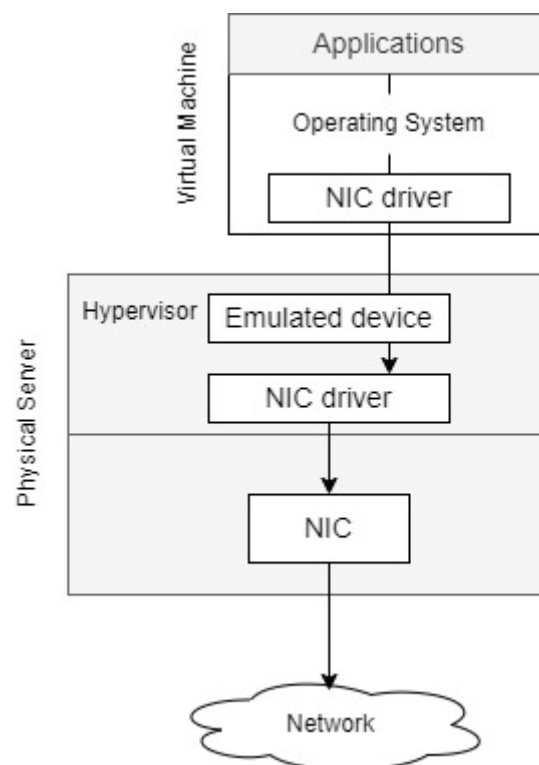 Applications
Virtual Machine
Operating System
NIC driver
Physical Server
Hypervisor
Emulated device
NIC driver
NIC
Network